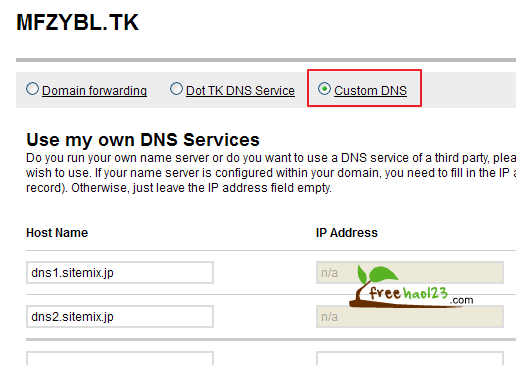 MFZYBL.TK
Domain forwarding Dot TK DNS Service Custom DNS
Use my own DNS Services
Do you run your own name server or do you want to use a DNS service of a third party, plea
wish to use. If your name server is configured within your domain, you need to fill in the IP a
record). Otherwise, just leave the IP address field empty.
Host Name IP Address
dns1.sitemix.jp n/a
freehao123.com
dns2.sitemix.jp n/a